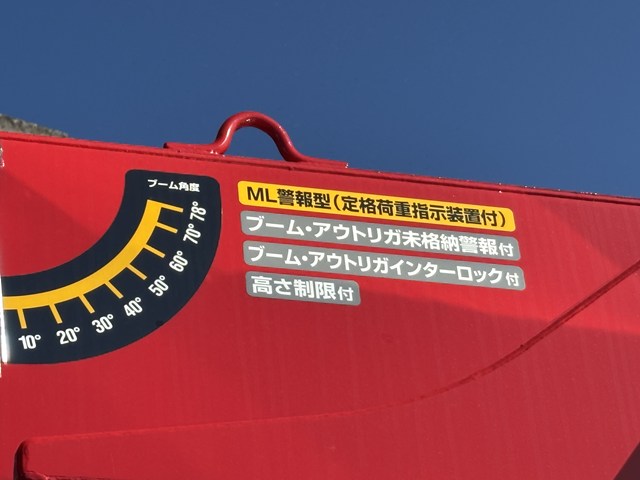 ブーム角度
78°
70°
60°
50°
40°
30°
20°
10°
ML警報型(定格荷重指示装置付)
ブーム・アウトリガ未格納警報付
ブーム・アウトリガインターロック付
高さ制限付